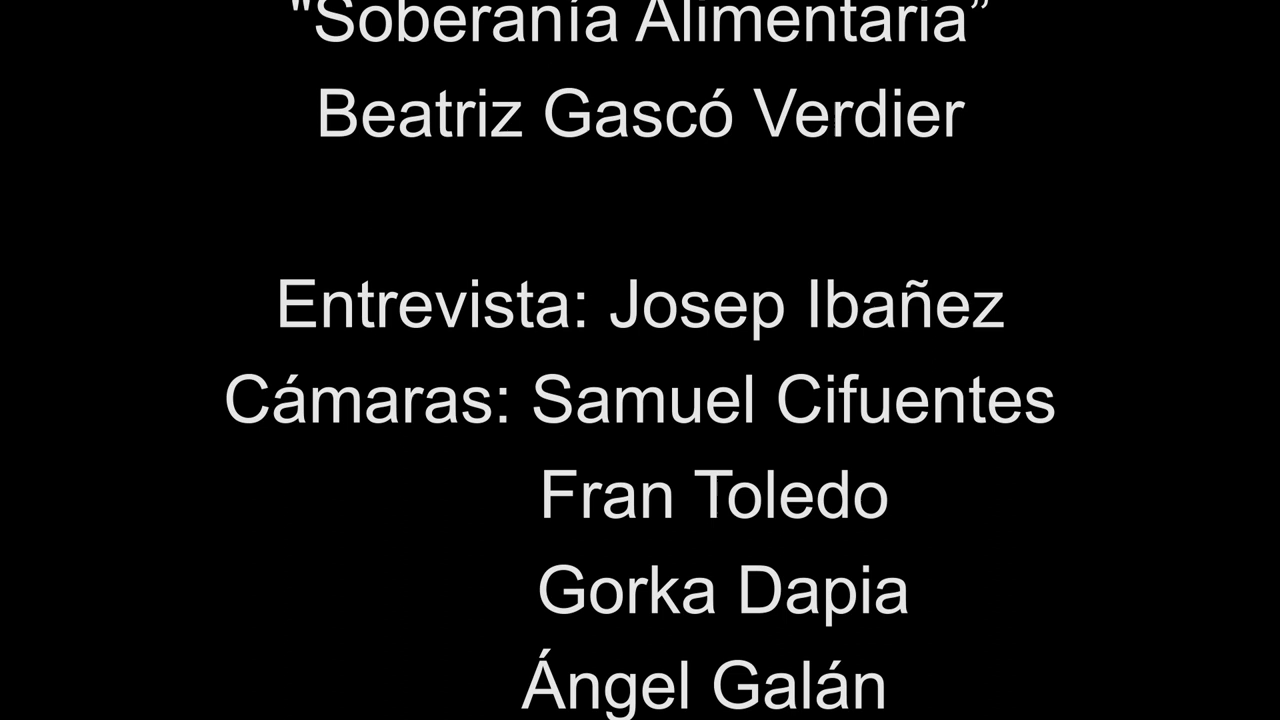 "Soberanía Alimentaria”
Beatriz Gascó Verdier
Entrevista: Josep Ibañez
Cámaras: Samuel Cifuentes
Fran Toledo
Gorka Dapia
Ángel Galán